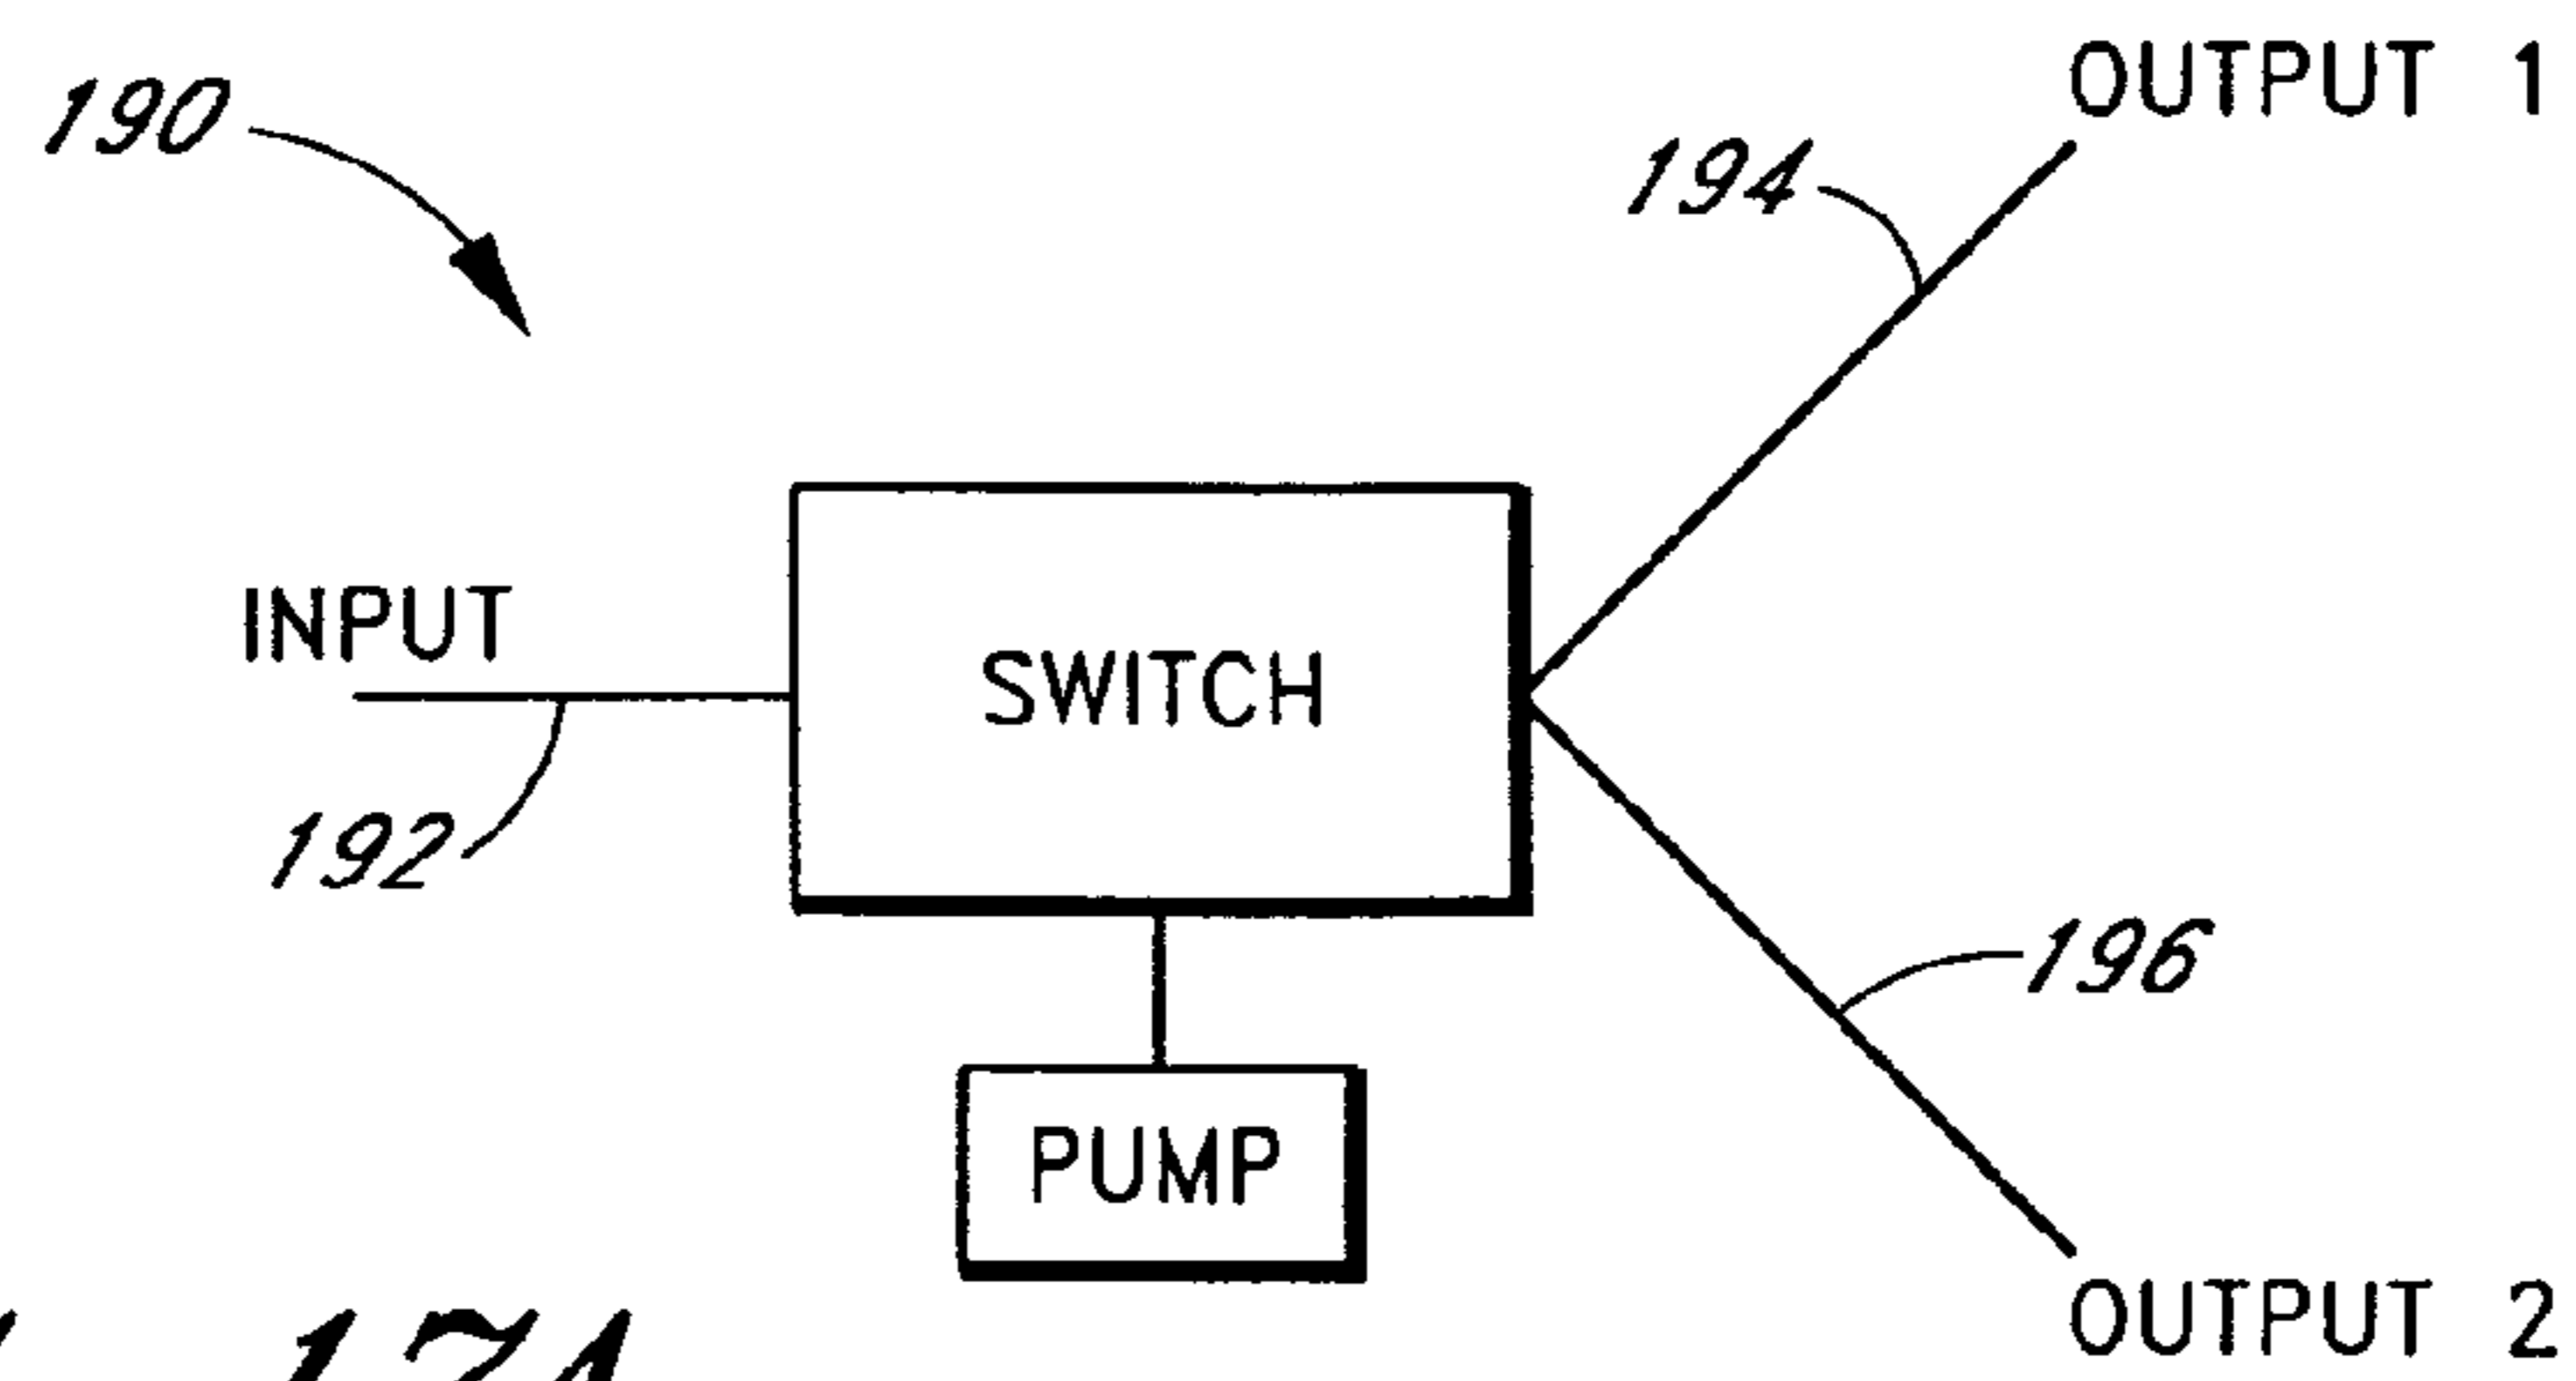 OUTPUT 1
190
194
INPUT
SWITCH
192
196
PUMP
OUTPUT 2